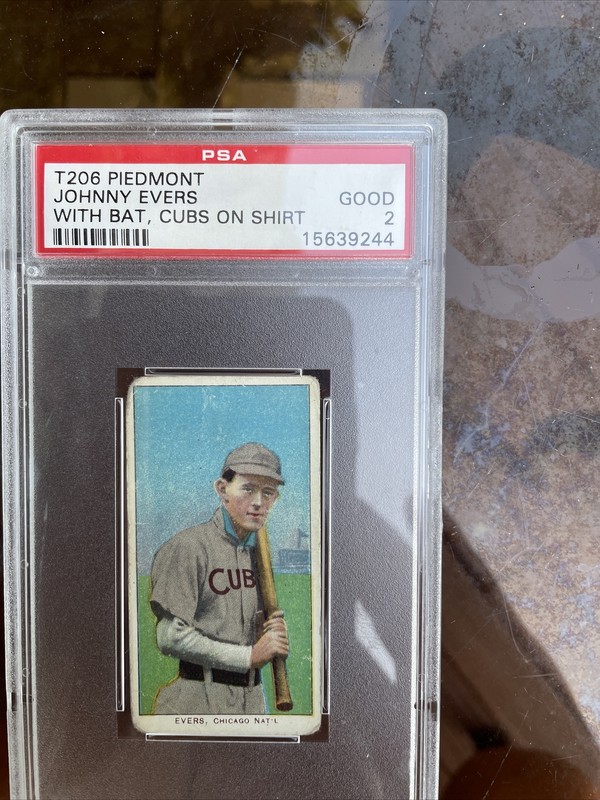 PSA
T206 PIEDMONT
JOHNNY EVERS GOOD
WITH BAT, CUBS ON SHIRT 2
15639244
CUB
EVERS, CHICAGO NAT'L